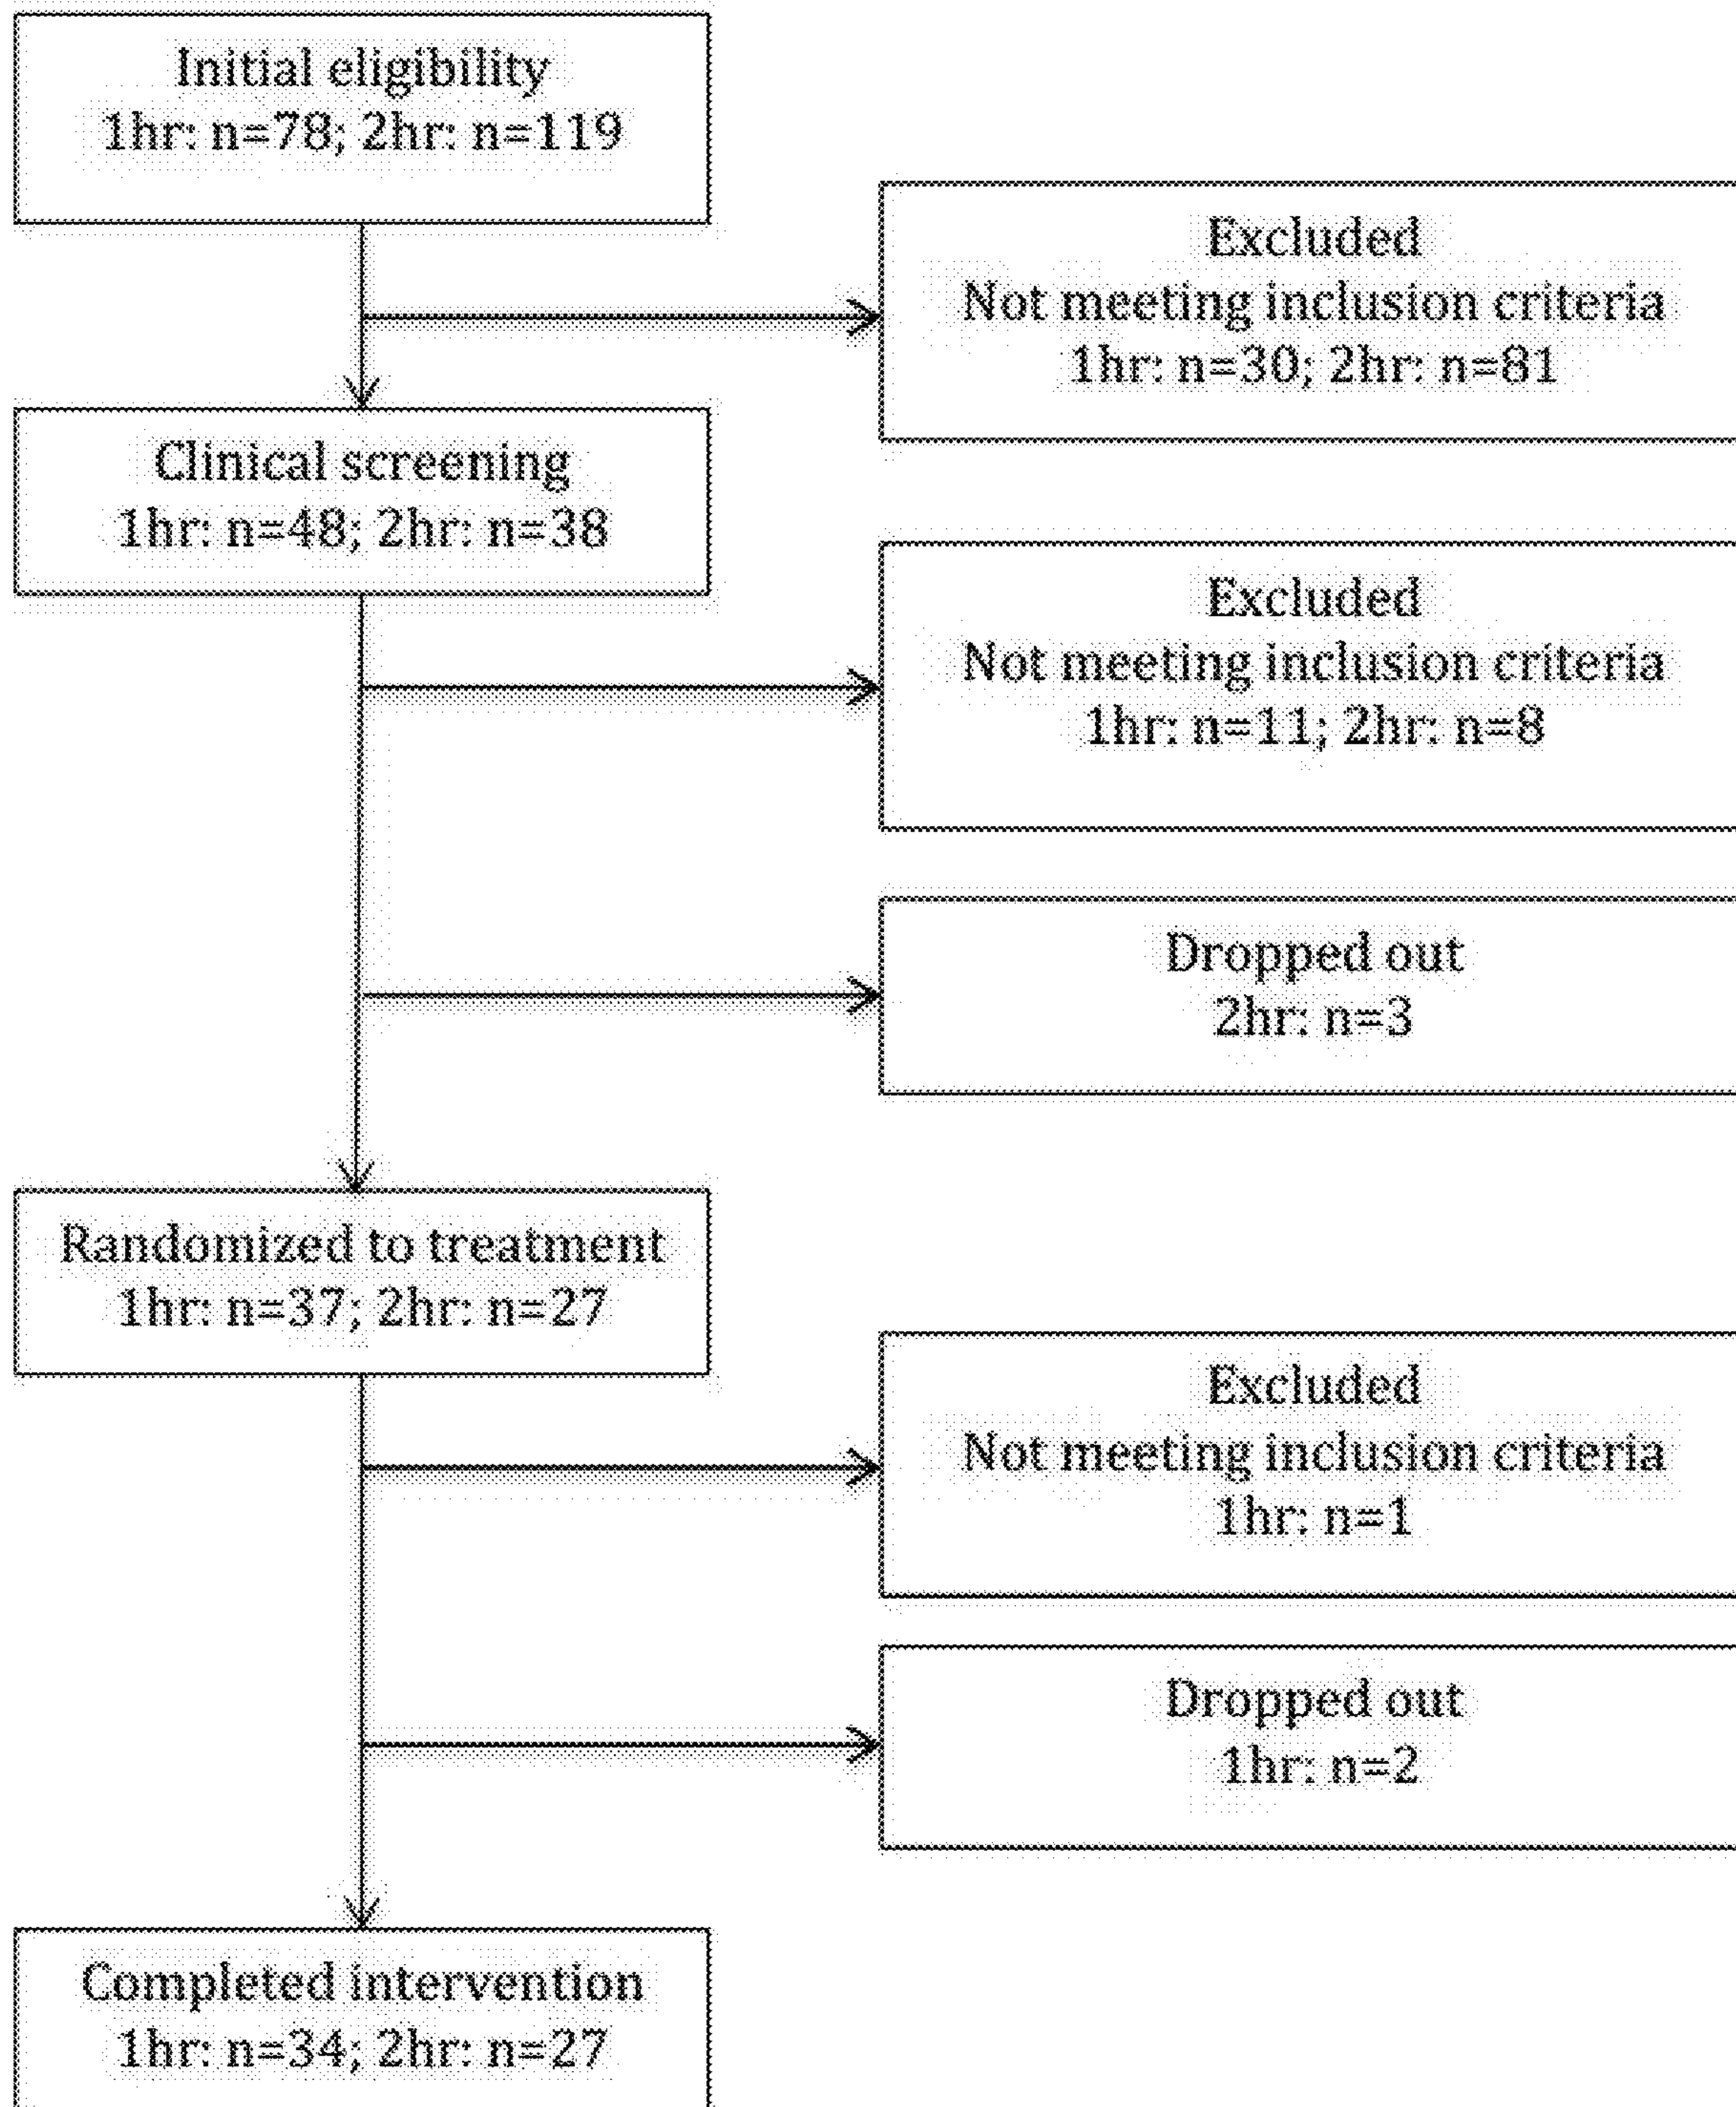 Initial eligibility
1hr: n=78; 2hr: n=119
Excluded
Not meeting inclusion criteria
1hr: n=30; 2hr: n=81
Clinical screening
1hr: n=48; 2hr: n=38
Excluded
Not meeting inclusion criteria
1hr: n=11; 2hr: n=8
Dropped out
2hr: n=3
Randomized to treatment
1hr: n=37; 2hr: n=27
Excluded
Not meeting inclusion criteria
1hr: n=1
Dropped out
1hr: n=2
Completed intervention
1hr: n=34; 2hr: n=27